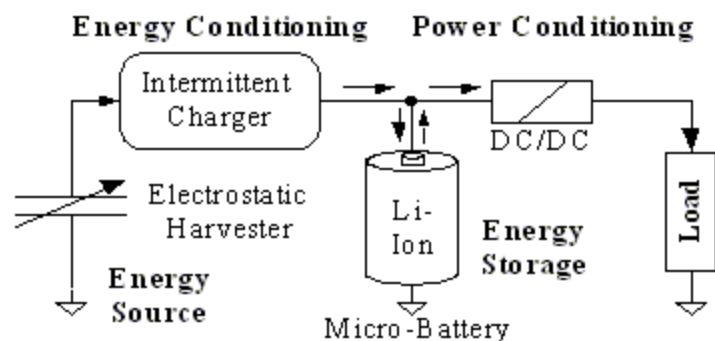 Energy Conditioning
Power Conditioning
Intermittent
Charger
DC/DC
Electrostatic
Harvester
Li-
Ion
Load
Energy
Source
Energy
Storage
Micro-Battery